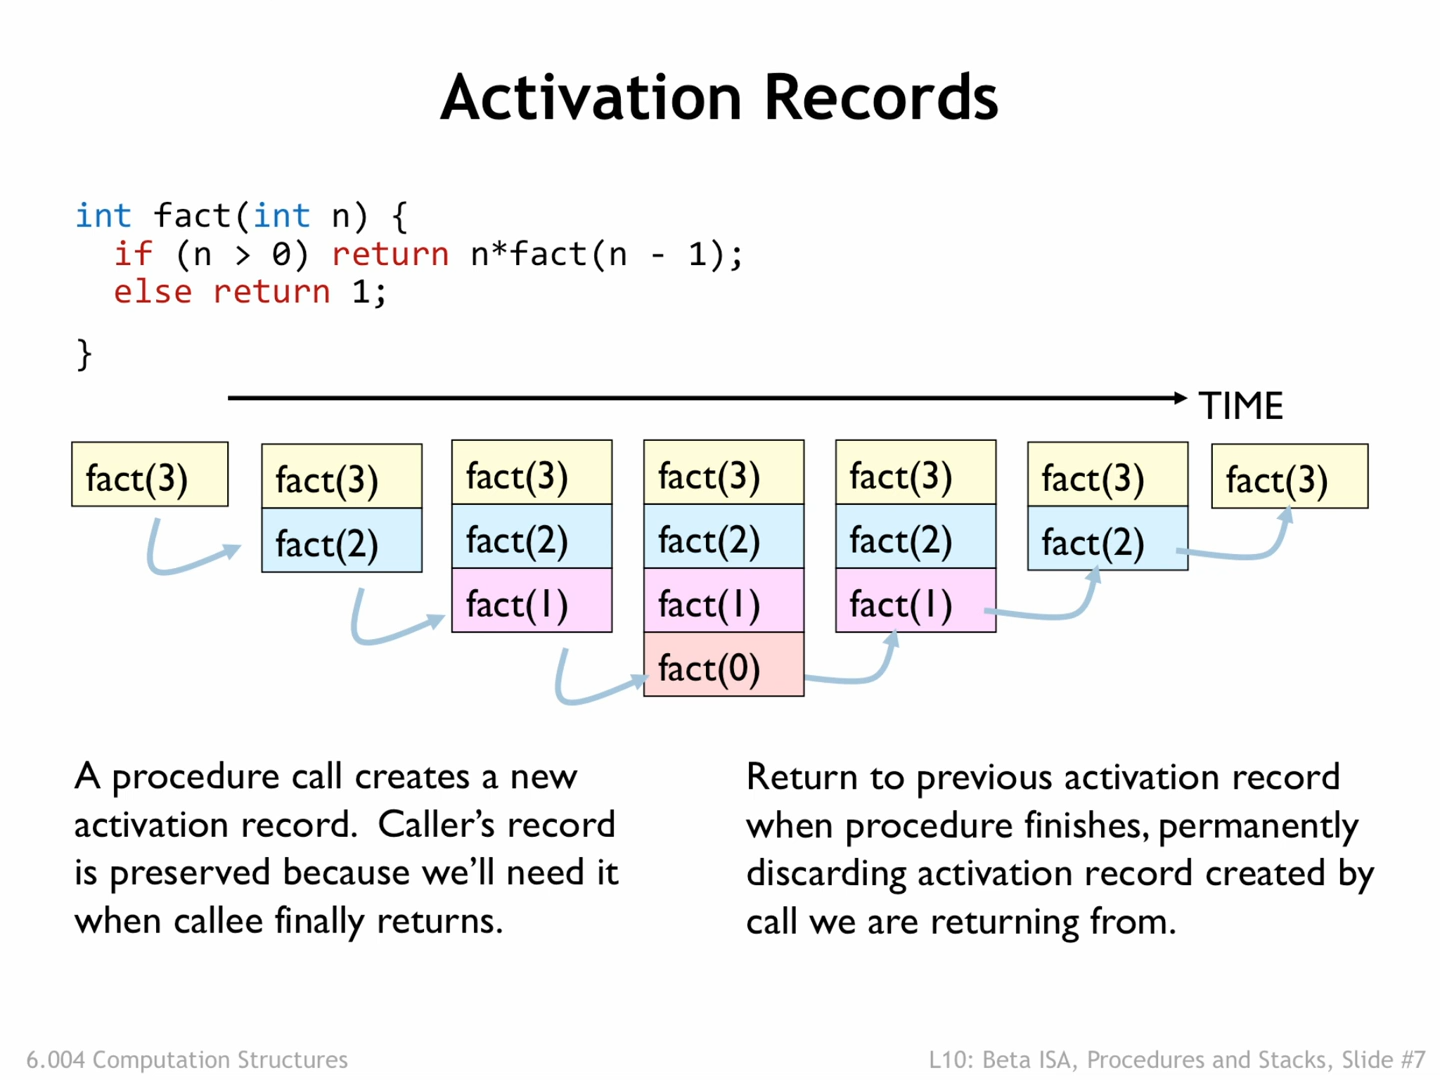 Activation Records
int fact(int n) {
  if (n > 0) return n*fact(n - 1);
  else return 1;
}
TIME
fact(3)
fact(3)
fact(2)
fact(3)
fact(2)
fact(1)
fact(3)
fact(2)
fact(1)
fact(0)
fact(3)
fact(2)
fact(1)
fact(3)
fact(2)
fact(3)
A procedure call creates a new
activation record.  Caller’s record
is preserved because we’ll need it
when callee finally returns.
Return to previous activation record
when procedure finishes, permanently
discarding activation record created by
call we are returning from.
6.004 Computation Structures
L10: Beta ISA, Procedures and Stacks, Slide #7